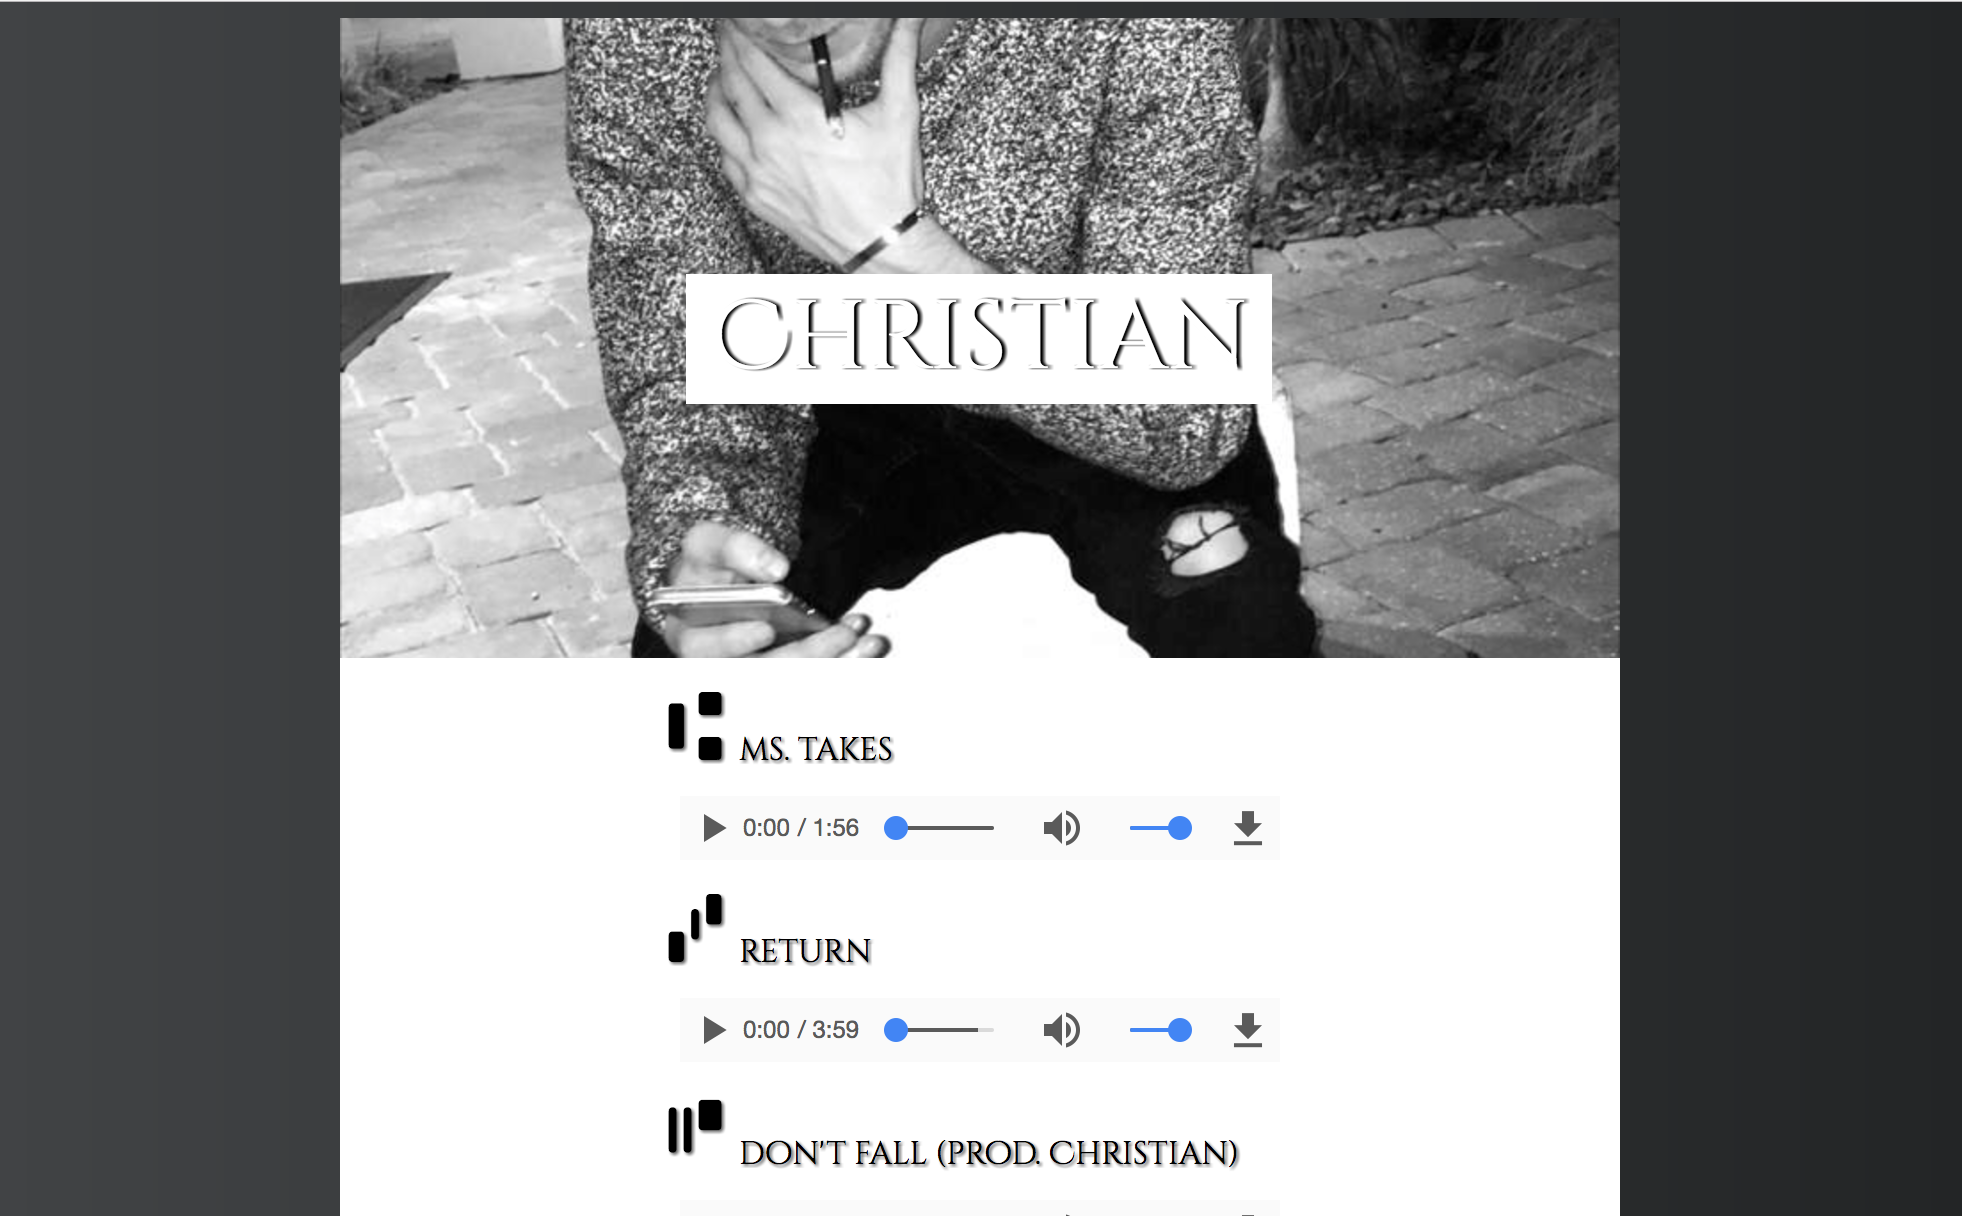 CHRISTIAN
MS. TAKES
0:00 / 1:56
RETURN
0:00 / 3:59
DON'T FALL (PROD. CHRISTIAN)